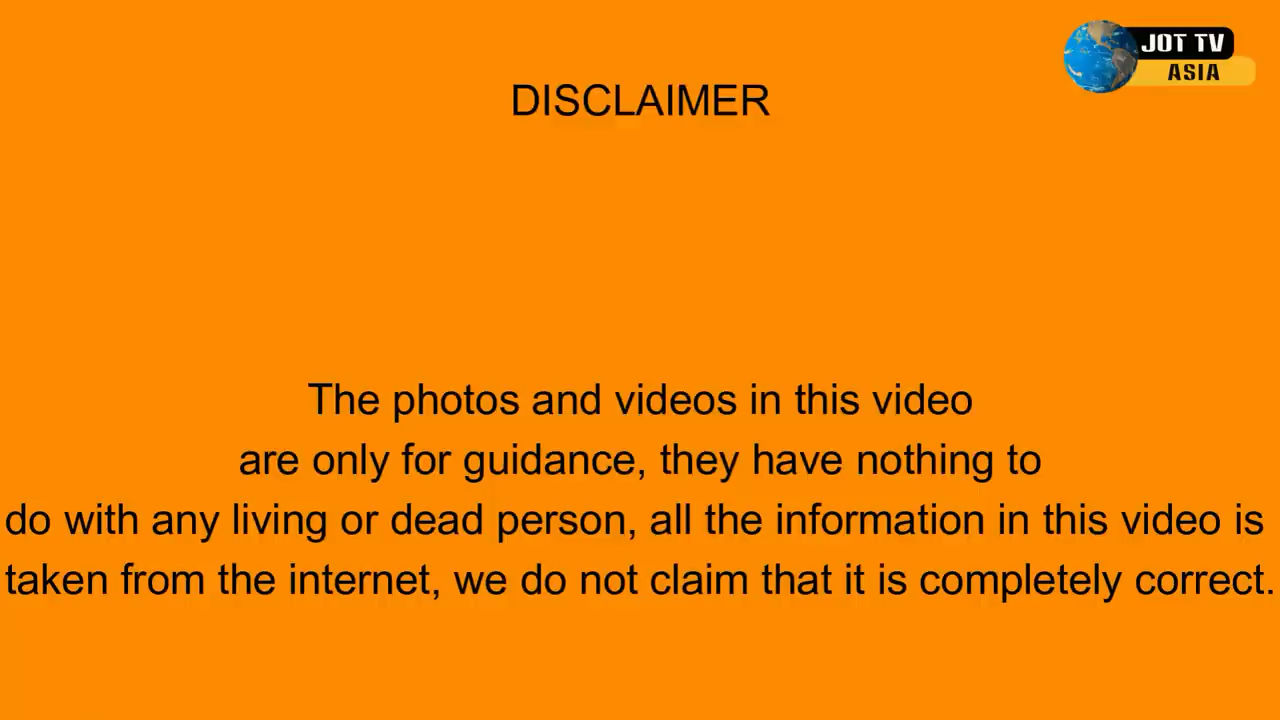 JOT TV
ASIA
DISCLAIMER
The photos and videos in this video
are only for guidance, they have nothing to
do with any living or dead person, all the information in this video is
taken from the internet, we do not claim that it is completely correct.